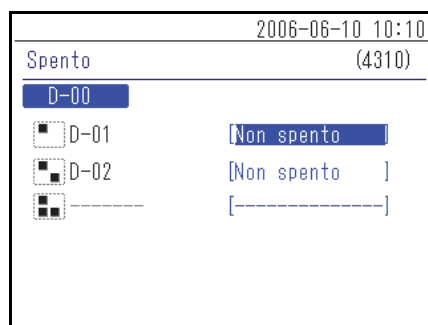 2006-06-10 10:10
Spento (4310)
D-00
D-01 [Non spento ]
D-02 [Non spento ]
------- [--------------]